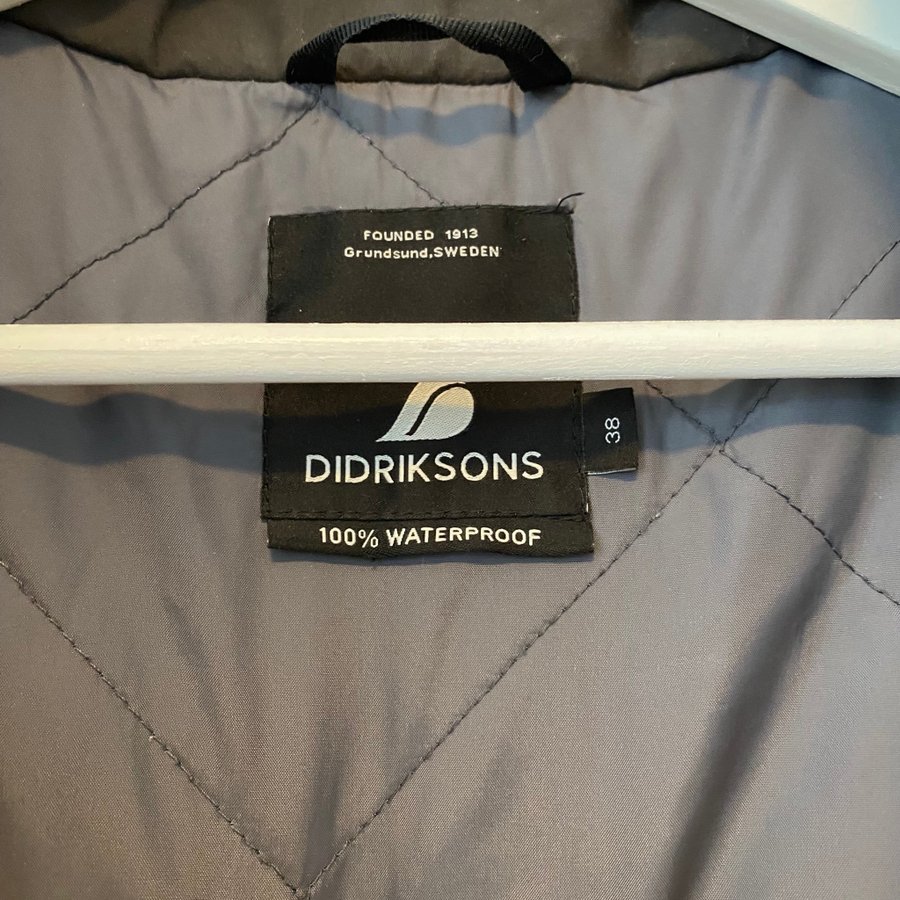 FOUNDED 1913
Grundsund,SWEDEN
DIDRIKSONS
38
100% WATERPROOF